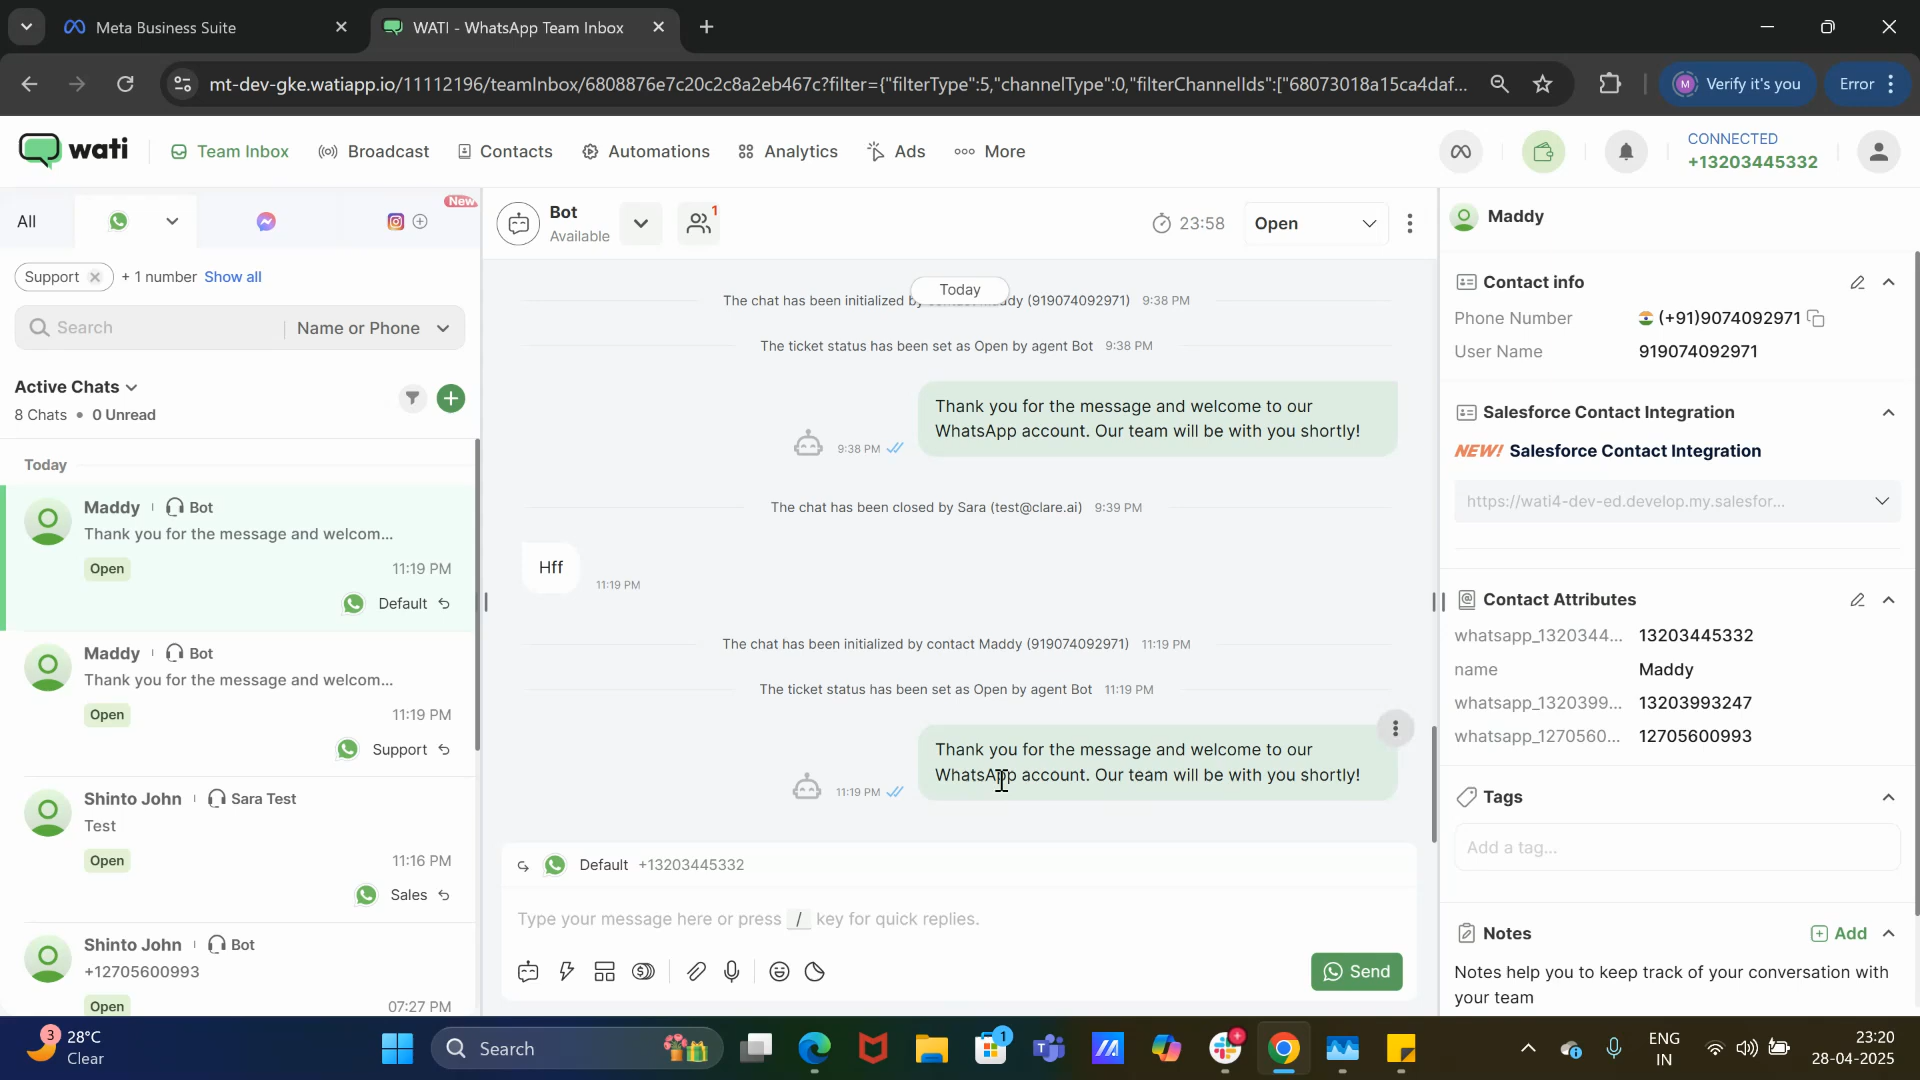 Meta Business Suite
WATI - WhatsApp Team Inbox
mt-dev-gke.watiapp.io/11112196/teamInbox/6808876e7c20c2c8a2eb467c?filter={"filterType":5,"channelType":0,"filterChannelIds":["68073018a15ca4daf...
Verify it's you
Error
wati
Team Inbox
Broadcast
Contacts
Automations
Analytics
Ads
More
CONNECTED
+13203445332
All
New
Support
+ 1 number Show all
Search
Name or Phone
Active Chats
8 Chats • 0 Unread
Today
Maddy
Bot
Thank you for the message and welcom...
Open
11:19 PM
Default
Maddy
Bot
Thank you for the message and welcom...
Open
11:19 PM
Support
Shinto John
Sara Test
Test
Open
11:16 PM
Sales
Shinto John
Bot
+12705600993
Open
07:27 PM
Bot
Available
1
23:58
Open
Today
The chat has been initialized by contact Maddy (919074092971) 9:38 PM
The ticket status has been set as Open by agent Bot 9:38 PM
Thank you for the message and welcome to our
WhatsApp account. Our team will be with you shortly!
9:38 PM
The chat has been closed by Sara (test@clare.ai) 9:39 PM
Hff
11:19 PM
The chat has been initialized by contact Maddy (919074092971) 11:19 PM
The ticket status has been set as Open by agent Bot 11:19 PM
Thank you for the message and welcome to our
WhatsApp account. Our team will be with you shortly!
11:19 PM
Default +13203445332
Type your message here or press / key for quick replies.
Send
Maddy
Contact info
Phone Number
(+91)9074092971
User Name
919074092971
Salesforce Contact Integration
NEW! Salesforce Contact Integration
https://wati4-dev-ed.develop.my.salesfor...
Contact Attributes
whatsapp_1320344...
13203445332
name
Maddy
whatsapp_1320399...
13203993247
whatsapp_1270560...
12705600993
Tags
Add a tag...
Notes
Add
Notes help you to keep track of your conversation with
your team
3
28°C
Clear
Search
1
ENG
IN
23:20
28-04-2025